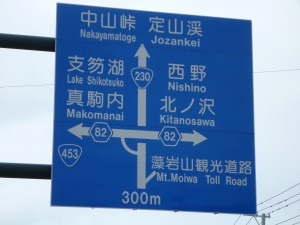 中山峠 定山渓
Nakayamatoge Jozankei
支笏湖
Lake Shikotsuko
230
西野
Nishino
真駒内
Makomanai
北ノ沢
Kitanosawa
82
82
453
藻岩山観光道路
Mt.Moiwa Toll Road
300m